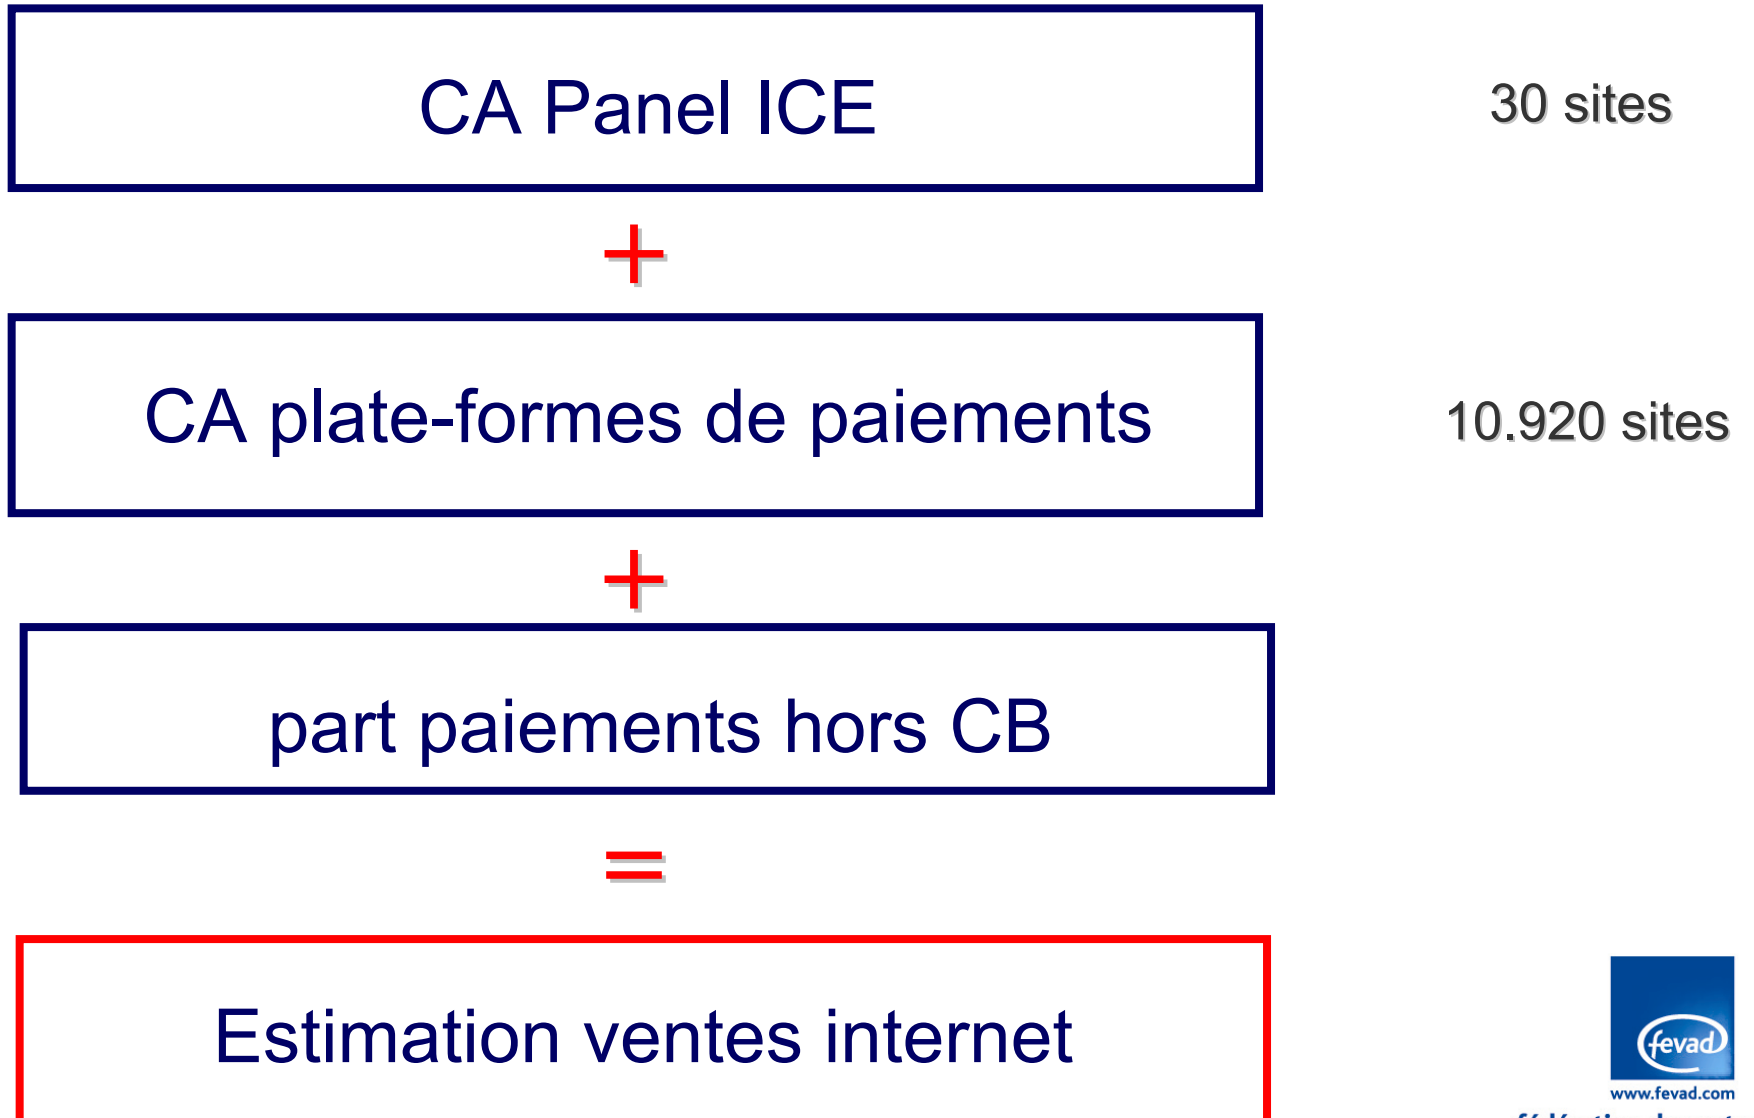 CA Panel ICE
30 sites
+
CA plate-formes de paiements
10.920 sites
+
part paiements hors CB
=
Estimation ventes internet
fevad
www.fevad.com